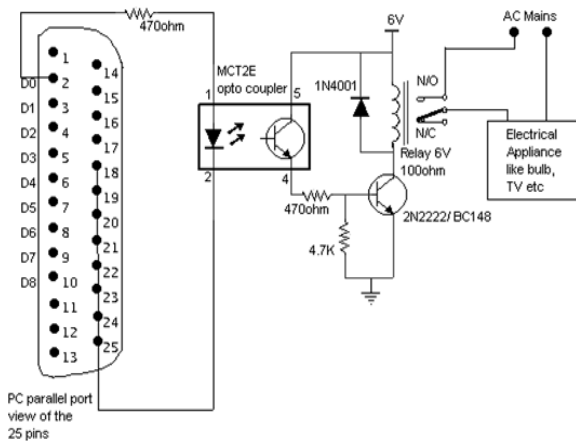 470ohm
6V
AC Mains
1
2
3
4
5
6
7
8
9
10
11
12
13
14
15
16
17
18
19
20
21
22
23
24
25
D0
D1
D2
D3
D4
D5
D6
D7
D8
MCT2E
opto coupler
1
5
2
4
1N4001
N/O
N/C
Relay 6V
100ohm
Electrical
Appliance
like bulb,
TV etc
470ohm
2N2222/BC148
4.7K
PC parallel port
view of the
25 pins